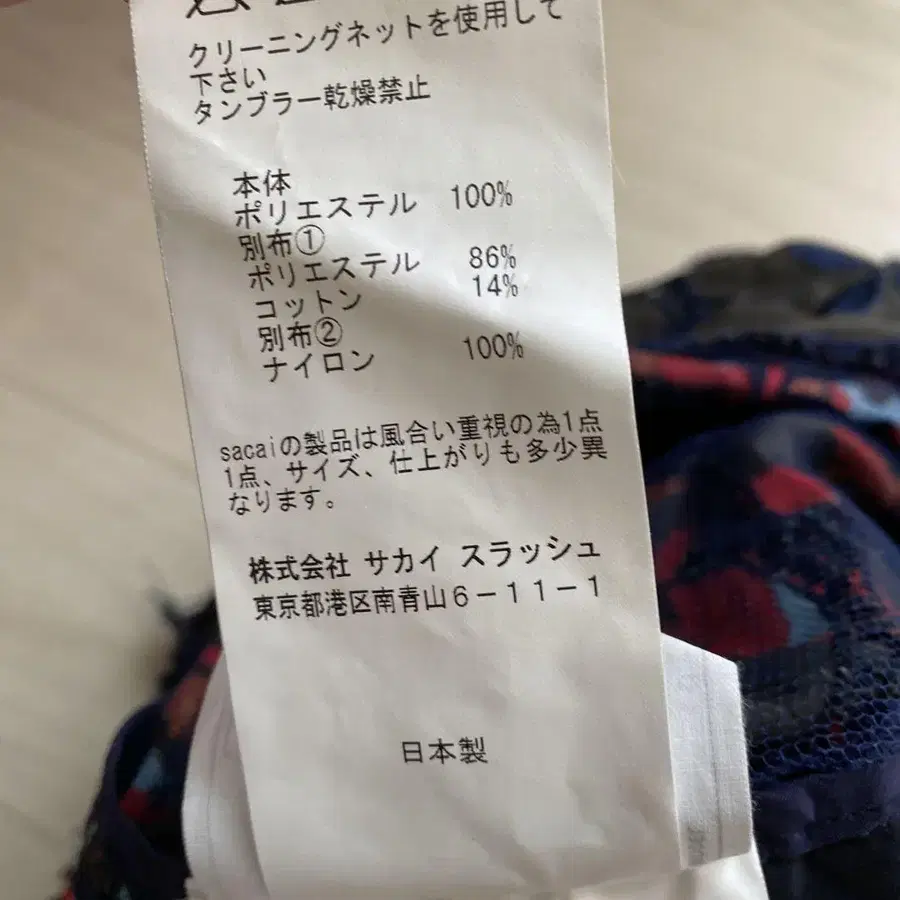 クリーニングネットを使用して
下さい
タンブラー乾燥禁止
本体
ポリエステル 100%
別布①
ポリエステル 86%
コットン 14%
別布②
ナイロン 100%
sacaiの製品は風合い重視の為1点
1点、サイズ、仕上がりも多少異
なります。
株式会社 サカイ スラッシュ
東京都港区南青山6-11-1
日本製